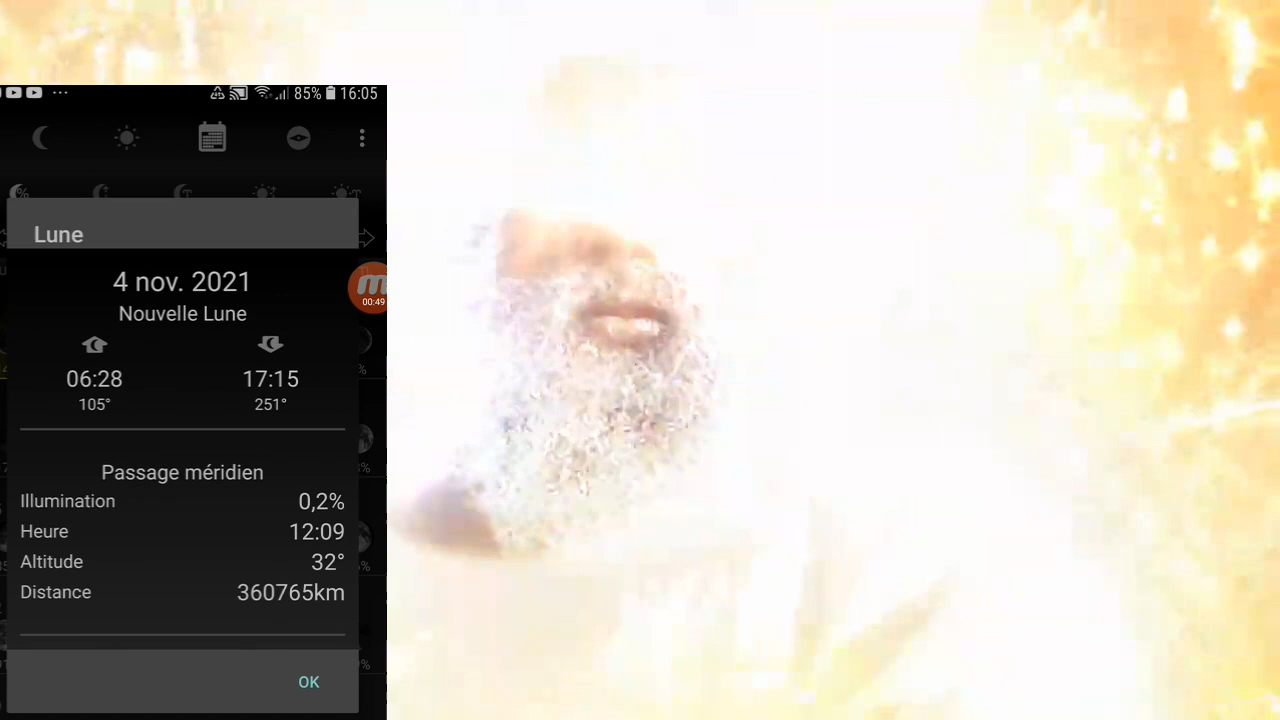 85% 16:05
Lune
4 nov. 2021
Nouvelle Lune
00:49
06:28 17:15
105° 251°
Passage méridien
Illumination 0,2%
Heure 12:09
Altitude 32°
Distance 360765km
OK